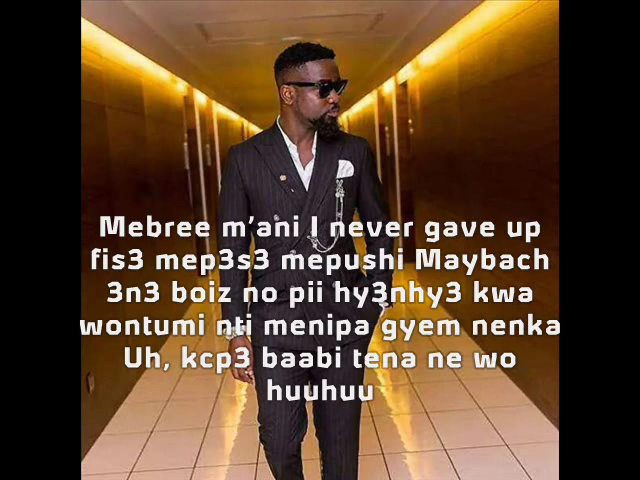 Mebree m'ani I never gave up
fis3 mep3s3 mepushi Maybach
3n3 boiz no pii hy3nhy3 kwa
wontumi nti menipa gyem nenka
Uh, kcp3 baabi tena ne wo
huuhuu